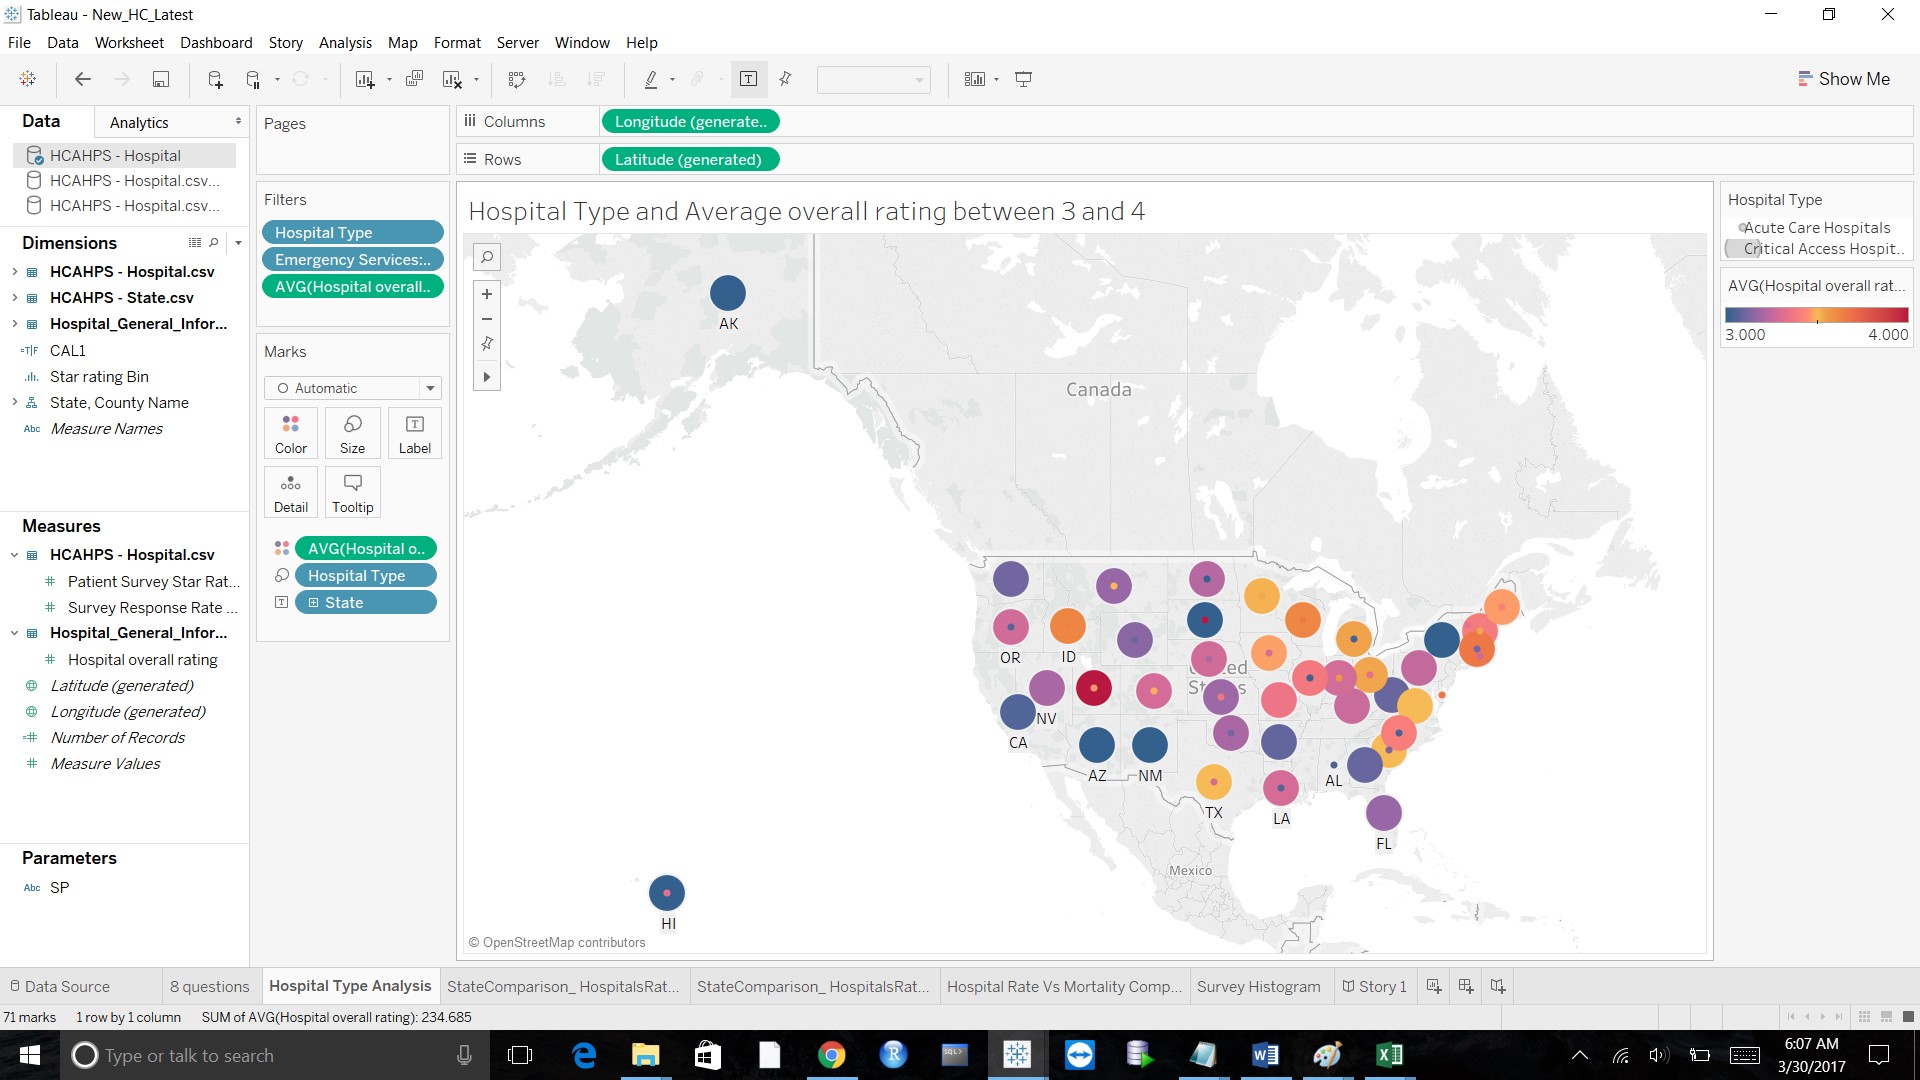 Tableau - New_HC_Latest
File Data Worksheet Dashboard Story Analysis Map Format Server Window Help
Show Me
Data
Analytics
HCAHPS - Hospital
HCAHPS - Hospital.csv...
HCAHPS - Hospital.csv...
Dimensions
HCAHPS - Hospital.csv
HCAHPS - State.csv
Hospital_General_Infor...
=T|F CAL1
Star rating Bin
State, County Name
Abc Measure Names
Measures
HCAHPS - Hospital.csv
# Patient Survey Star Rat...
# Survey Response Rate ...
Hospital_General_Infor...
# Hospital overall rating
Latitude (generated)
Longitude (generated)
=# Number of Records
# Measure Values
Parameters
Abc SP
Pages
Filters
Hospital Type
Emergency Services:..
AVG(Hospital overall..
Marks
Automatic
Color
Size
Label
Detail
Tooltip
AVG(Hospital o..
Hospital Type
State
Columns
Longitude (generate..
Rows
Latitude (generated)
Hospital Type and Average overall rating between 3 and 4
AK
Canada
OR
ID
United
States
NV
CA
AZ
NM
TX
LA
AL
FL
Mexico
HI
© OpenStreetMap contributors
Hospital Type
Acute Care Hospitals
Critical Access Hospit..
AVG(Hospital overall rat...
3.000
4.000
Data Source
8 questions
Hospital Type Analysis
StateComparison_ HospitalsRat...
StateComparison_ HospitalsRat...
Hospital Rate Vs Mortality Comp...
Survey Histogram
Story 1
71 marks
1 row by 1 column
SUM of AVG(Hospital overall rating): 234.685
Type or talk to search
SQL>
6:07 AM
3/30/2017